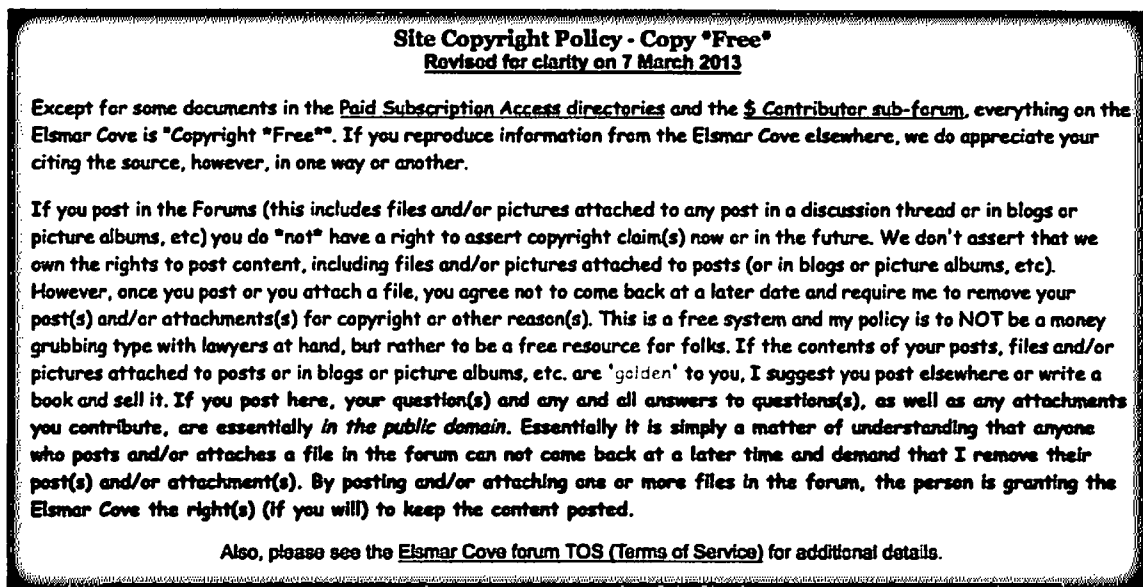 Site Copyright Policy - Copy *Free*
Revised for clarity on 7 March 2013
Except for some documents in the Paid Subscription Access directories and the $ Contributor sub-forum, everything on the
Elsmar Cove is "Copyright *Free*". If you reproduce information from the Elsmar Cove elsewhere, we do appreciate your
citing the source, however, in one way or another.
If you post in the Forums (this includes files and/or pictures attached to any post in a discussion thread or in blogs or
picture albums, etc) you do *not* have a right to assert copyright claim(s) now or in the future. We don't assert that we
own the rights to post content, including files and/or pictures attached to posts (or in blogs or picture albums, etc).
However, once you post or you attach a file, you agree not to come back at a later date and require me to remove your
post(s) and/or attachments(s) for copyright or other reason(s). This is a free system and my policy is to NOT be a money
grubbing type with lawyers at hand, but rather to be a free resource for folks. If the contents of your posts, files and/or
pictures attached to posts or in blogs or picture albums, etc. are 'golden' to you, I suggest you post elsewhere or write a
book and sell it. If you post here, your question(s) and any and all answers to questions(s), as well as any attachments
you contribute, are essentially in the public domain. Essentially it is simply a matter of understanding that anyone
who posts and/or attaches a file in the forum can not come back at a later time and demand that I remove their
post(s) and/or attachment(s). By posting and/or attaching one or more files in the forum, the person is granting the
Elsmar Cove the right(s) (if you will) to keep the content posted.
Also, please see the Elsmar Cove forum TOS (Terms of Service) for additional details.